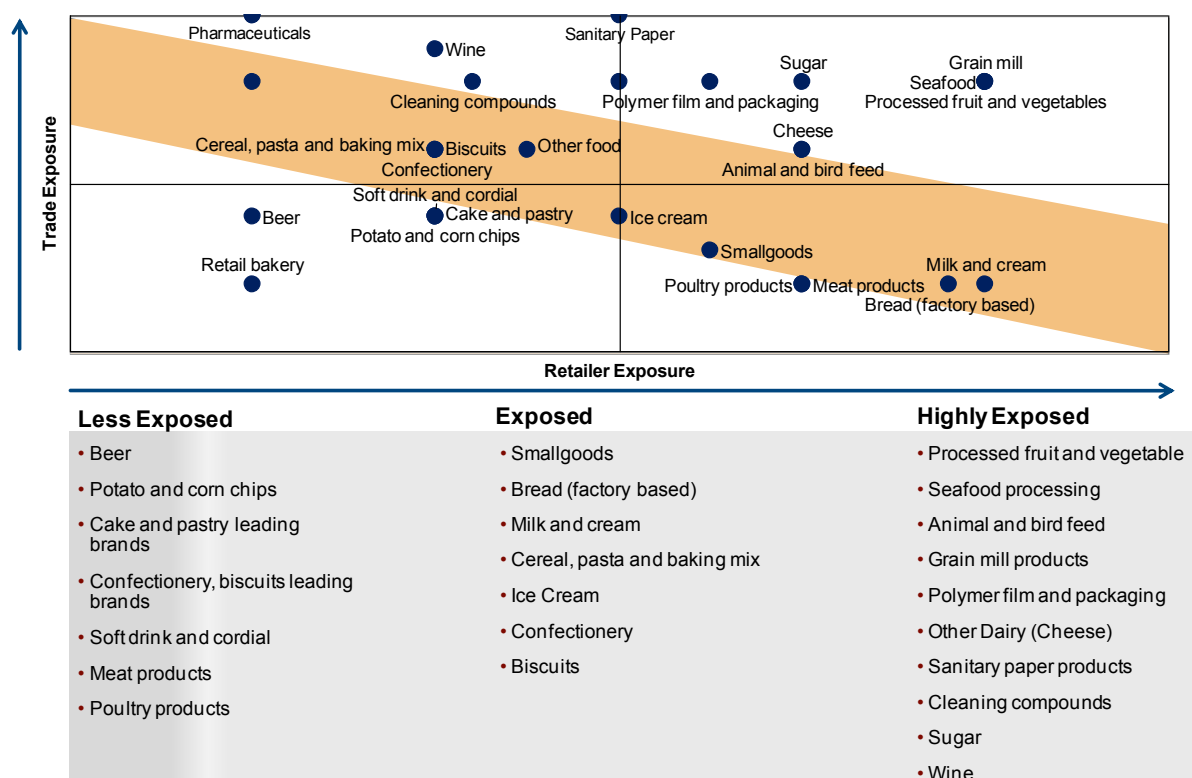 Pharmaceuticals
Sanitary Paper
Wine
Sugar
Grain mill
Seafood
Cleaning compounds
Polymer film and packaging
Processed fruit and vegetables
Cheese
Cereal, pasta and baking mix
Biscuits
Other food
Confectionery
Animal and bird feed
Soft drink and cordial
Beer
Cake and pastry
Ice cream
Potato and corn chips
Smallgoods
Retail bakery
Milk and cream
Poultry products
Meat products
Bread (factory based)
Trade Exposure
Retailer Exposure
Less Exposed
• Beer
• Potato and corn chips
• Cake and pastry leading
brands
• Confectionery, biscuits leading
brands
• Soft drink and cordial
• Meat products
• Poultry products
Exposed
• Smallgoods
• Bread (factory based)
• Milk and cream
• Cereal, pasta and baking mix
• Ice Cream
• Confectionery
• Biscuits
Highly Exposed
• Processed fruit and vegetable
• Seafood processing
• Animal and bird feed
• Grain mill products
• Polymer film and packaging
• Other Dairy (Cheese)
• Sanitary paper products
• Cleaning compounds
• Sugar
• Wine